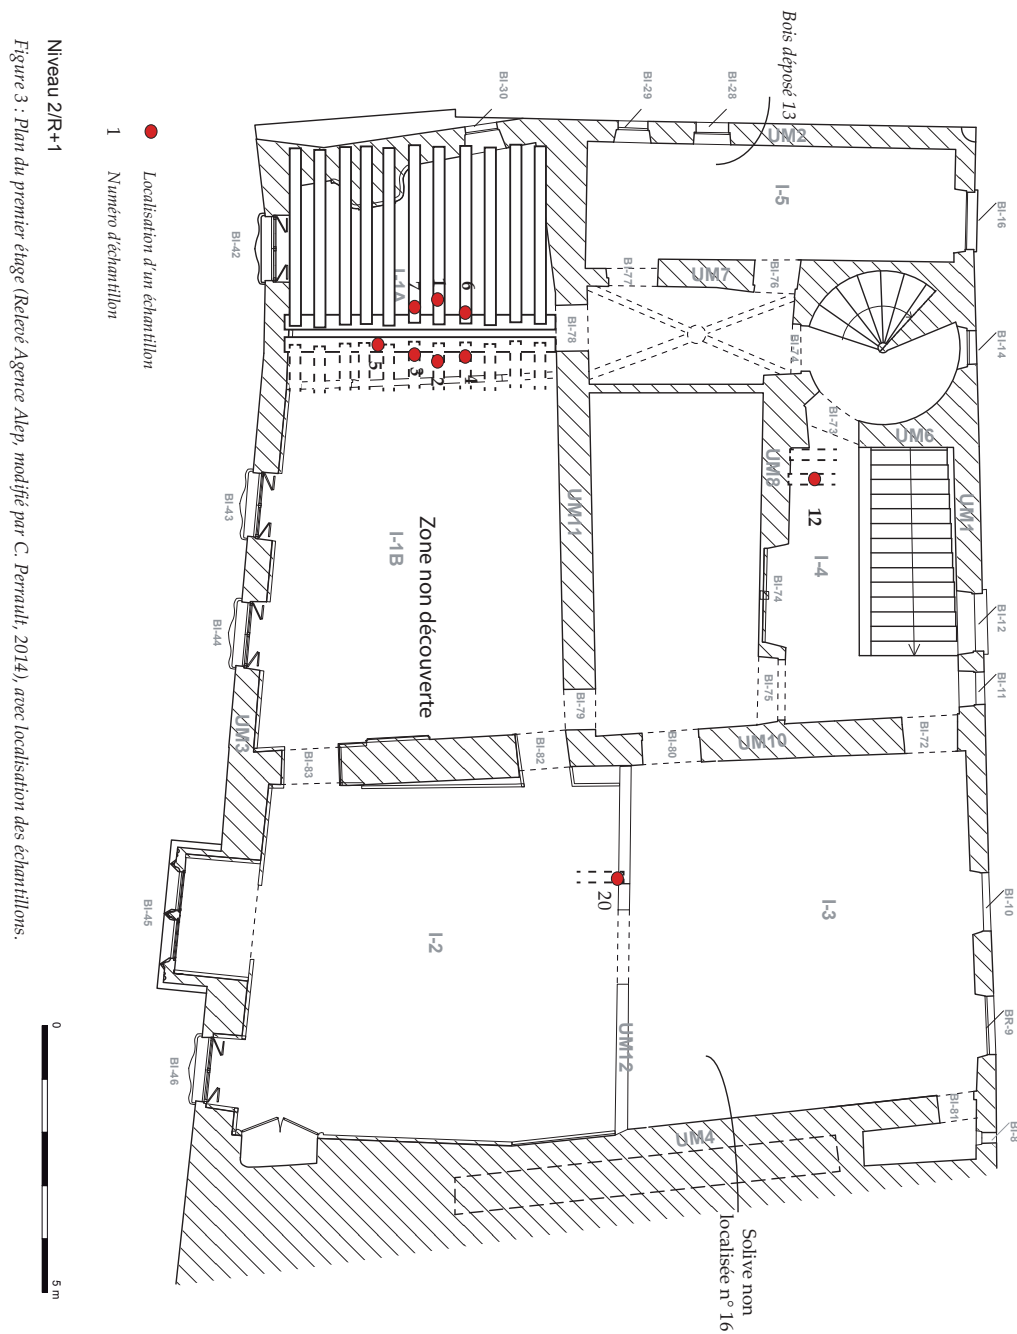 Bois déposé 13
BI-30
BI-29
BI-28
UM2
BI-16
I-5
BI-42
BI-77
UM7
BI-76
BI-14
I-1A
7
1
6
BI-78
BI-74
5
3
2
4
BI-73
UM6
UM8
UM1
12
BI-43
Zone non découverte
I-1B
UM11
I-4
BI-74
BI-12
BI-44
BI-11
BI-75
UM3
BI-79
BI-83
BI-82
BI-80
UM10
BI-72
20
BI-45
I-2
I-3
BI-10
BI-46
UM12
BR-9
BI-81
BI-8
UM4
Solive non
localisée n° 16
Localisation d'un échantillon
1
Numéro d'échantillon
0
5 m
Niveau 2/R+1
Figure 3 : Plan du premier étage (Relevé Agence Alep, modifié par C. Perrault, 2014), avec localisation des échantillons.